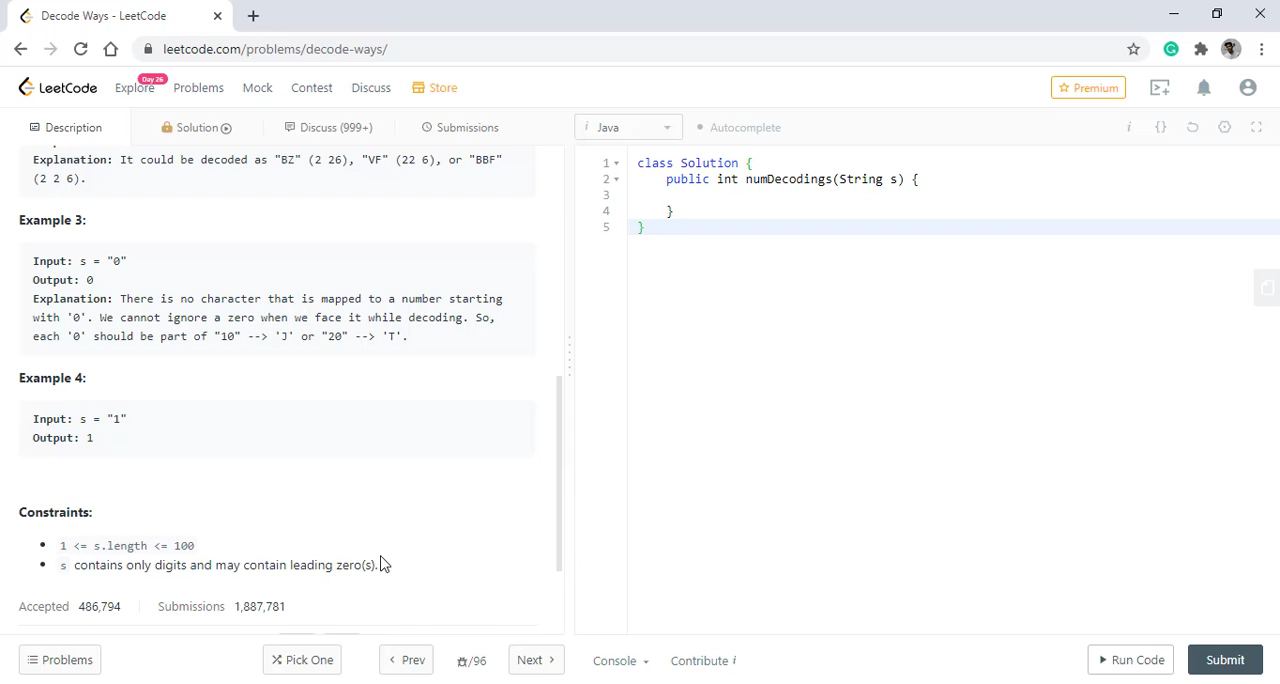 Decode Ways - LeetCode
leetcode.com/problems/decode-ways/
LeetCode
Explore
Day 26
Problems
Mock
Contest
Discuss
Store
Premium
Description
Solution
Discuss (999+)
Submissions
i Java
Autocomplete
i {}
Explanation: It could be decoded as "BZ" (2 26), "VF" (22 6), or "BBF"
(2 2 6).
Example 3:
Input: s = "0"
Output: 0
Explanation: There is no character that is mapped to a number starting
with '0'. We cannot ignore a zero when we face it while decoding. So,
each '0' should be part of "10" --> 'J' or "20" --> 'T'.
Example 4:
Input: s = "1"
Output: 1
Constraints:
1 <= s.length <= 100
s contains only digits and may contain leading zero(s).
Accepted 486,794 Submissions 1,887,781
1 class Solution {
2 public int numDecodings(String s) {
3
4 }
5 }
Problems
Pick One
Prev
/96
Next
Console
Contribute i
Run Code
Submit